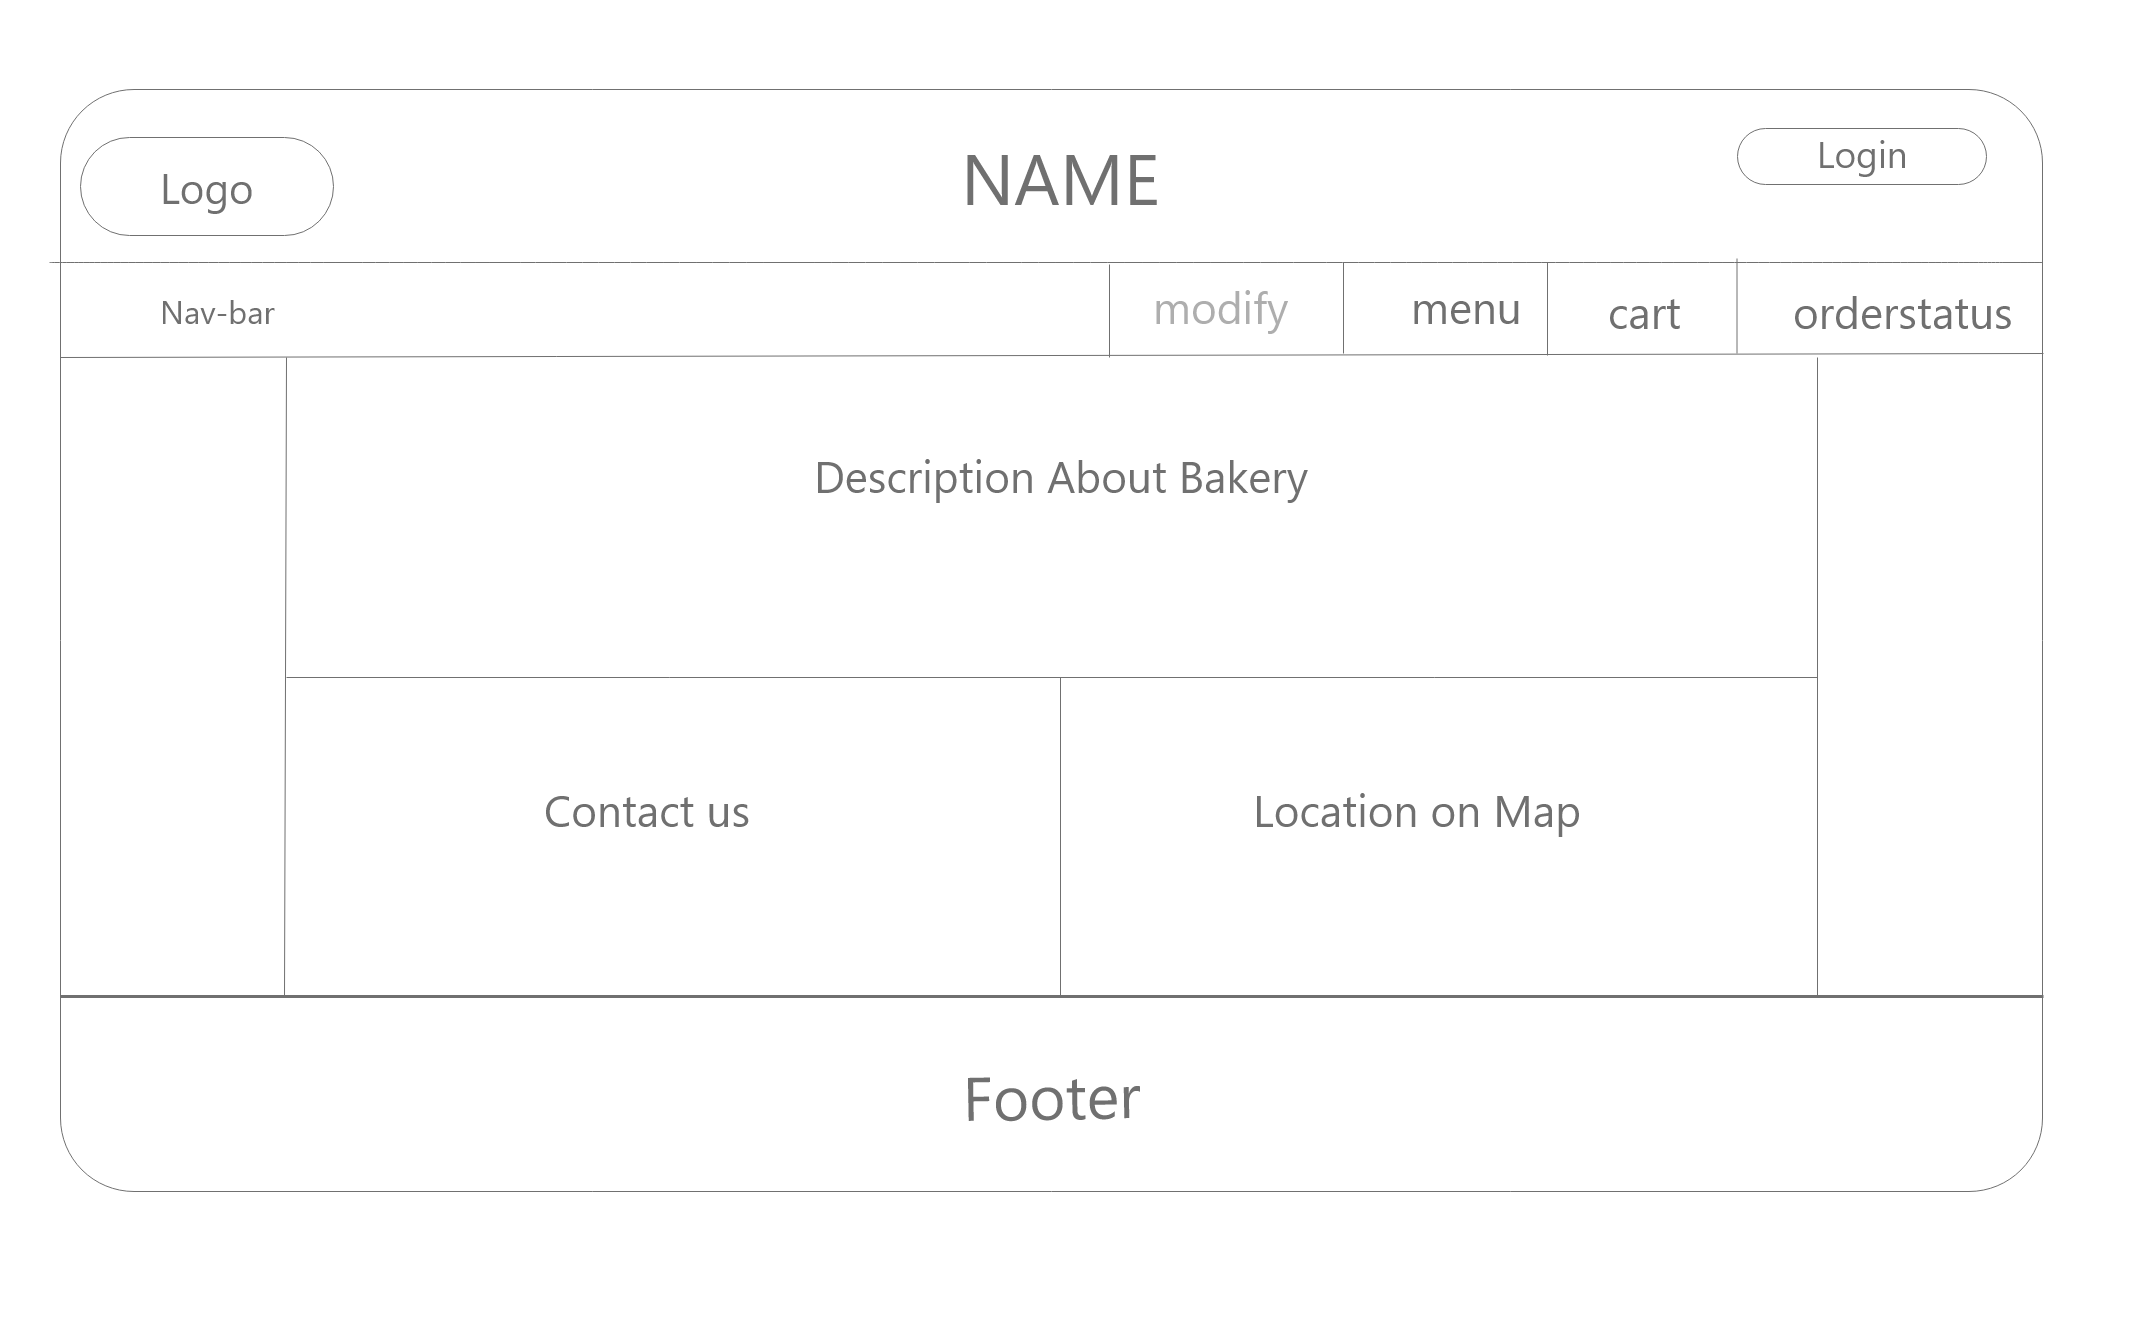 Logo
NAME
Login
Nav-bar
modify
menu
cart
orderstatus
Description About Bakery
Contact us
Location on Map
Footer